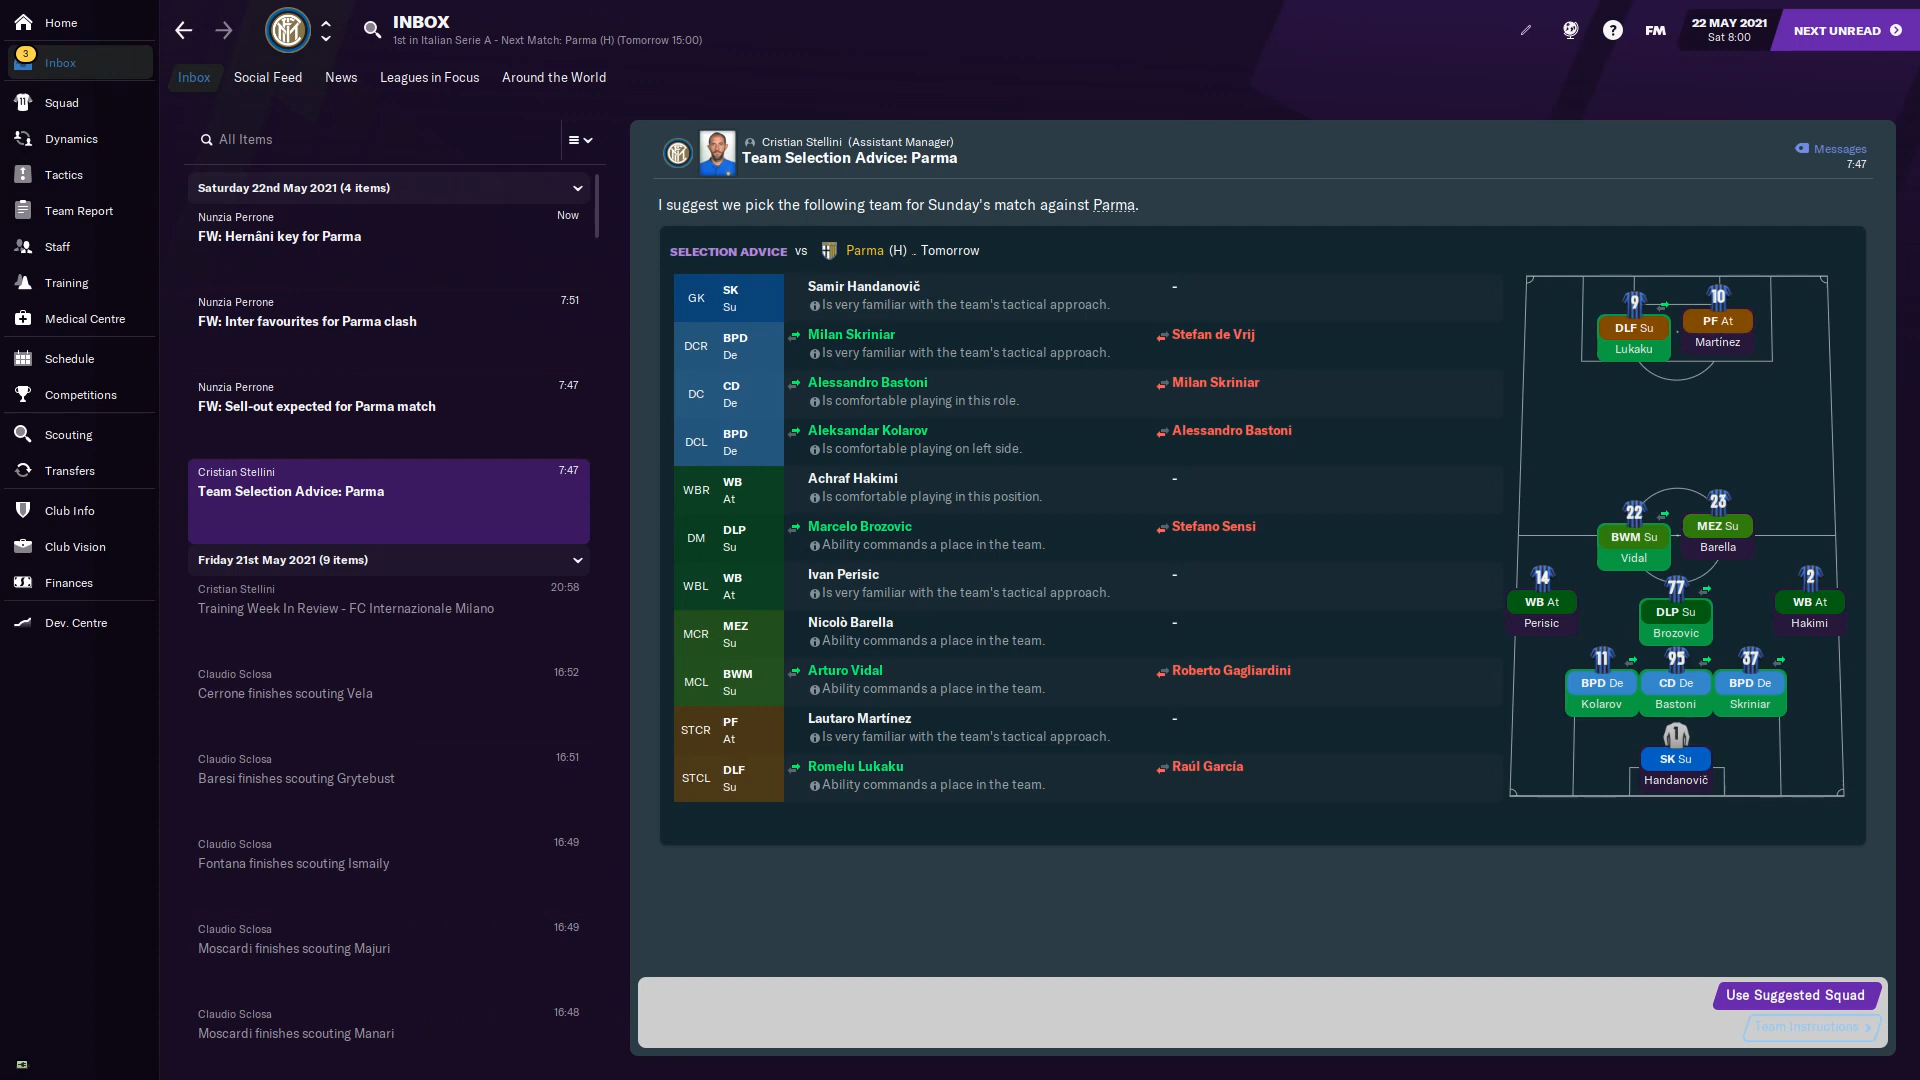 Home
3
Inbox
Squad
Dynamics
Tactics
Team Report
Staff
Training
Medical Centre
Schedule
Competitions
Scouting
Transfers
Club Info
Club Vision
Finances
Dev. Centre
INBOX
1st in Italian Serie A - Next Match: Parma (H) (Tomorrow 15:00)
FM
22 MAY 2021
Sat 8:00
NEXT UNREAD
Inbox Social Feed News Leagues in Focus Around the World
All Items
Saturday 22nd May 2021 (4 items)
Nunzia Perrone Now
FW: Hernâni key for Parma
Nunzia Perrone 7:51
FW: Inter favourites for Parma clash
Nunzia Perrone 7:47
FW: Sell-out expected for Parma match
Cristian Stellini 7:47
Team Selection Advice: Parma
Friday 21st May 2021 (9 items)
Cristian Stellini 20:58
Training Week In Review - FC Internazionale Milano
Claudio Sclosa 16:52
Cerrone finishes scouting Vela
Claudio Sclosa 16:51
Baresi finishes scouting Grytebust
Claudio Sclosa 16:49
Fontana finishes scouting Ismaily
Claudio Sclosa 16:49
Moscardi finishes scouting Majuri
Claudio Sclosa 16:48
Moscardi finishes scouting Manari
Cristian Stellini (Assistant Manager)
Team Selection Advice: Parma
Messages
7:47
I suggest we pick the following team for Sunday's match against Parma.
SELECTION ADVICE vs Parma (H) .. Tomorrow
GK SK Su Samir Handanovič -
Is very familiar with the team's tactical approach.
DCR BPD De Milan Skriniar Stefan de Vrij
Is very familiar with the team's tactical approach.
DC CD De Alessandro Bastoni Milan Skriniar
Is comfortable playing in this role.
DCL BPD De Aleksandar Kolarov Alessandro Bastoni
Is comfortable playing on left side.
WBR WB At Achraf Hakimi -
Is comfortable playing in this position.
DM DLP Su Marcelo Brozovic Stefano Sensi
Ability commands a place in the team.
WBL WB At Ivan Perisic -
Is very familiar with the team's tactical approach.
MCR MEZ Su Nicolò Barella -
Ability commands a place in the team.
MCL BWM Su Arturo Vidal Roberto Gagliardini
Ability commands a place in the team.
STCR PF At Lautaro Martínez -
Is very familiar with the team's tactical approach.
STCL DLF Su Romelu Lukaku Raúl García
Ability commands a place in the team.
9 10
DLF Su PF At
Lukaku Martínez
22 23
BWM Su MEZ Su
Vidal Barella
14 77 2
WB At DLP Su WB At
Perisic Brozovic Hakimi
11 95 37
BPD De CD De BPD De
Kolarov Bastoni Skriniar
1
SK Su
Handanovič
Use Suggested Squad
Team Instructions